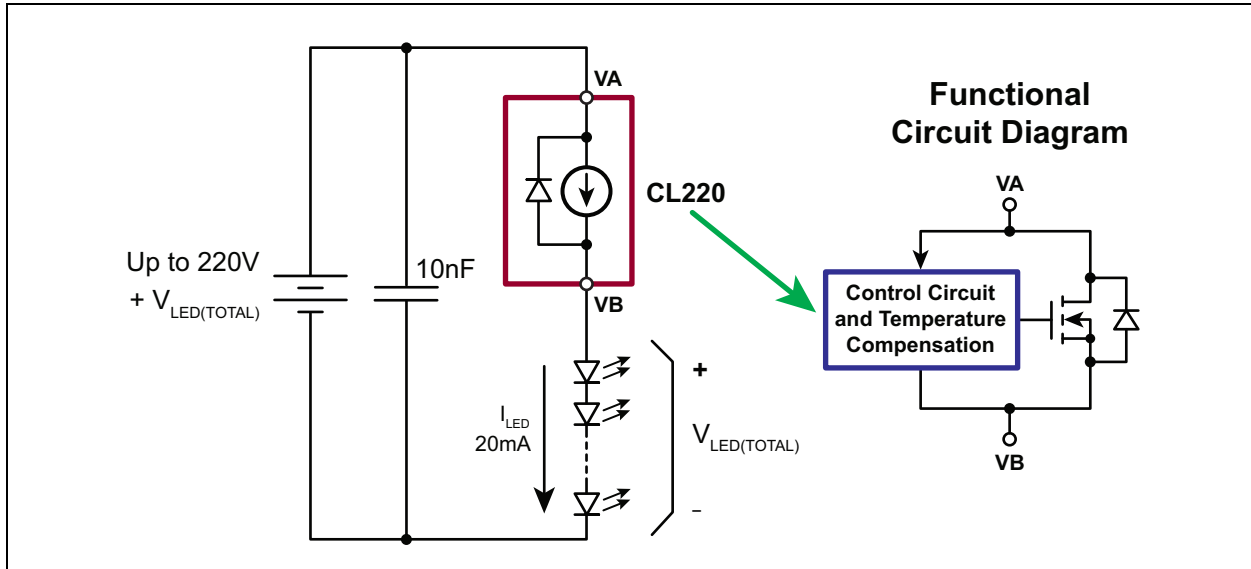 Up to 220V
+ VLED(TOTAL)
10nF
VA
CL220
VB
ILED
20mA
+
VLED(TOTAL)
–
Functional
Circuit Diagram
VA
Control Circuit
and Temperature
Compensation
VB